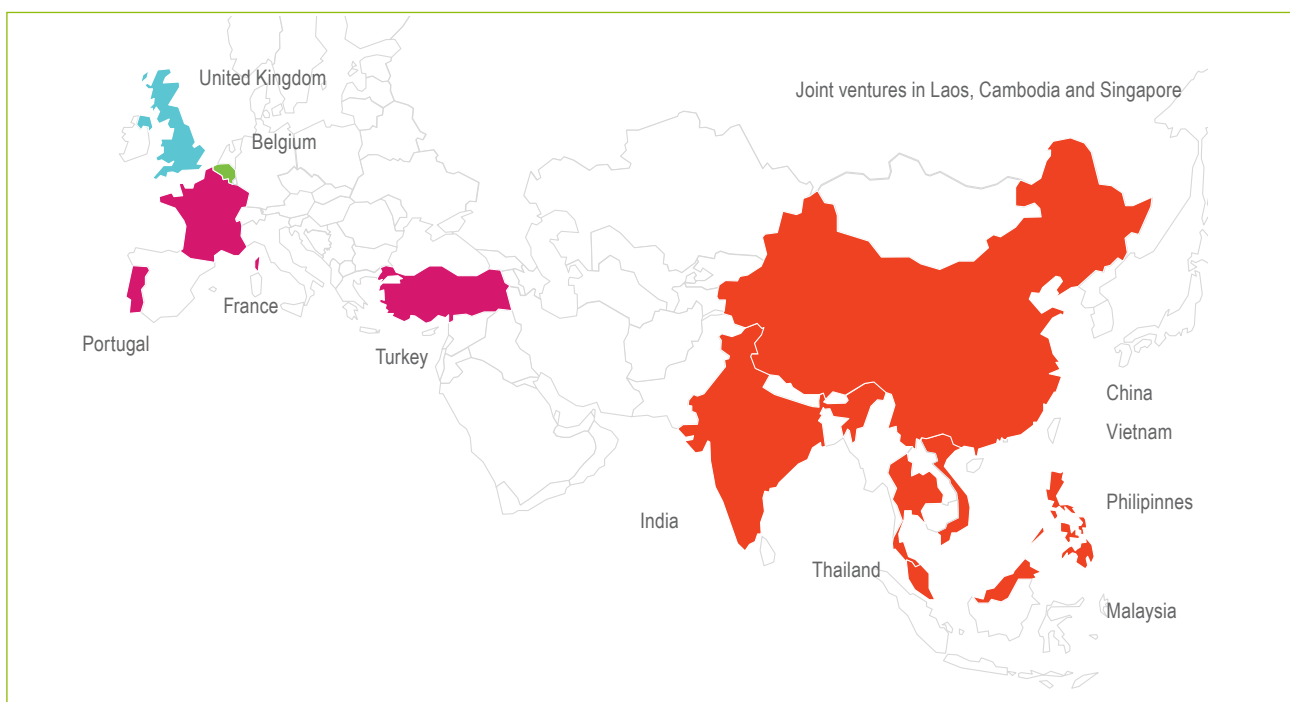 United Kingdom
Joint ventures in Laos, Cambodia and Singapore
Belgium
France
Portugal
Turkey
China
Vietnam
Philipinnes
India
Thailand
Malaysia